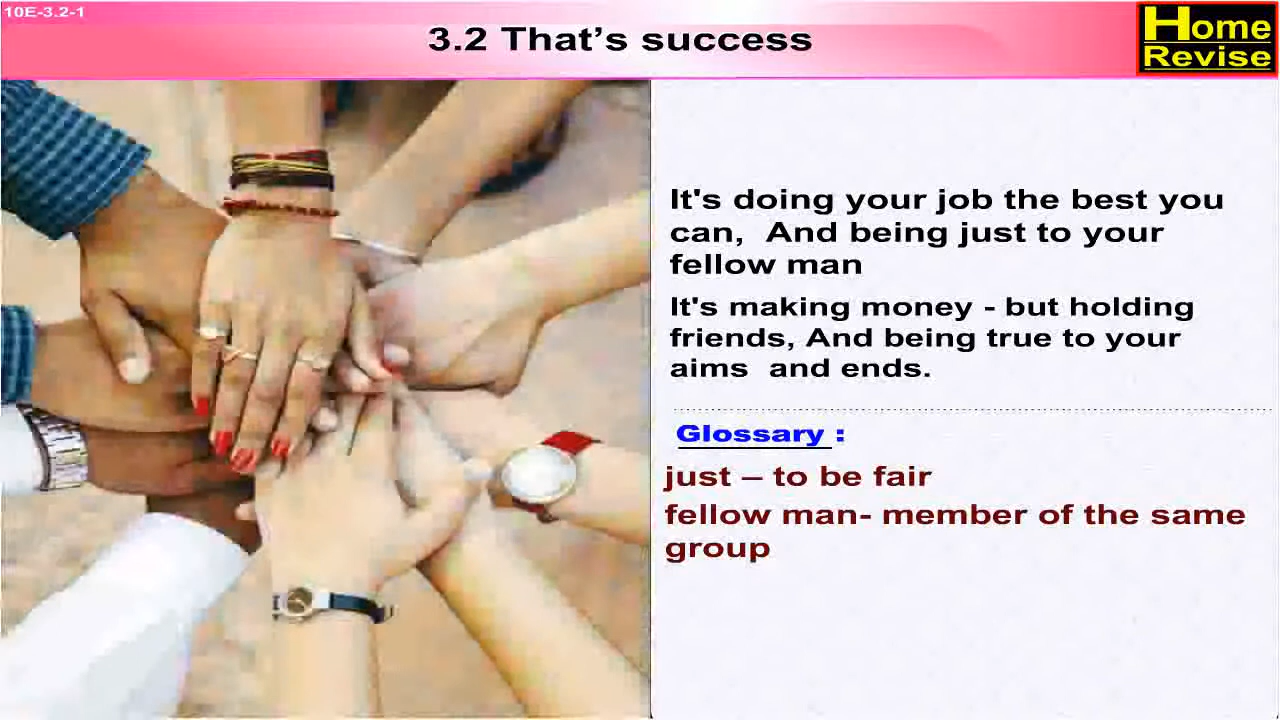 10E-3.2-1
3.2 That's success
Home
Revise
It's doing your job the best you
can, And being just to your
fellow man
It's making money - but holding
friends, And being true to your
aims and ends.
Glossary :
just – to be fair
fellow man- member of the same
group